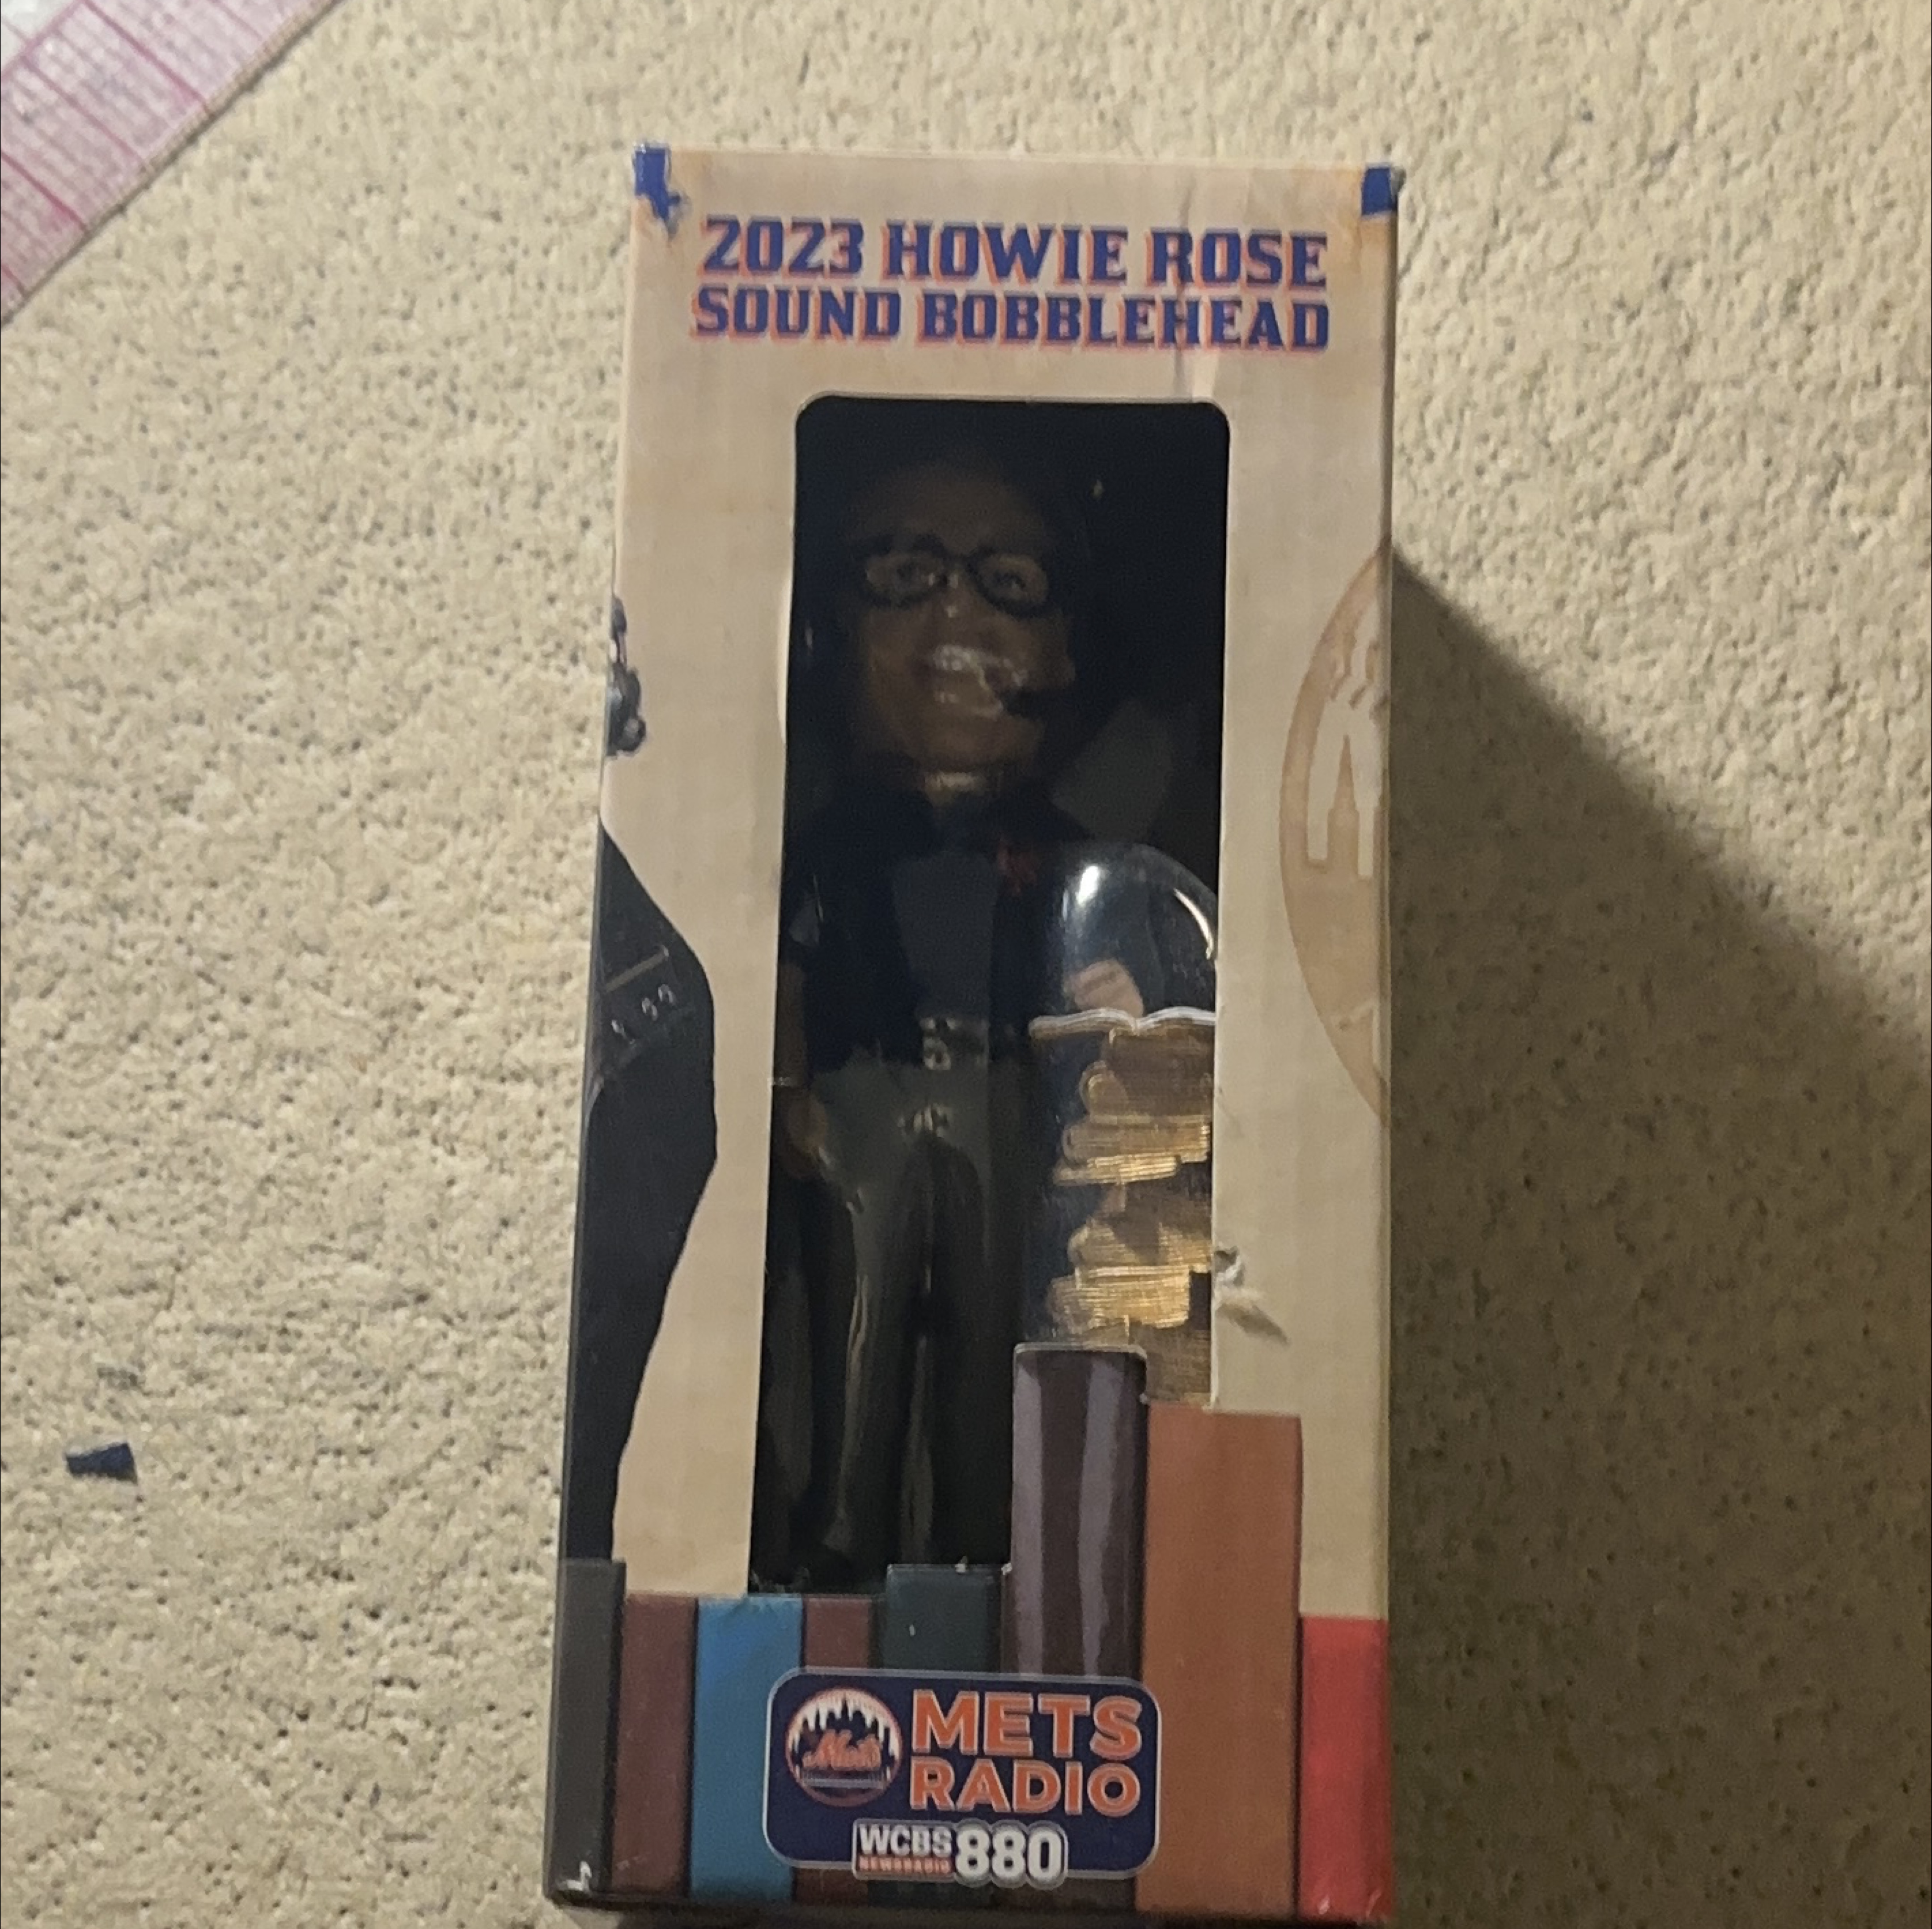 2023 HOWIE ROSE
SOUND BOBBLEHEAD
Mets
METS
RADIO
WCBS
NEWSRADIO
880